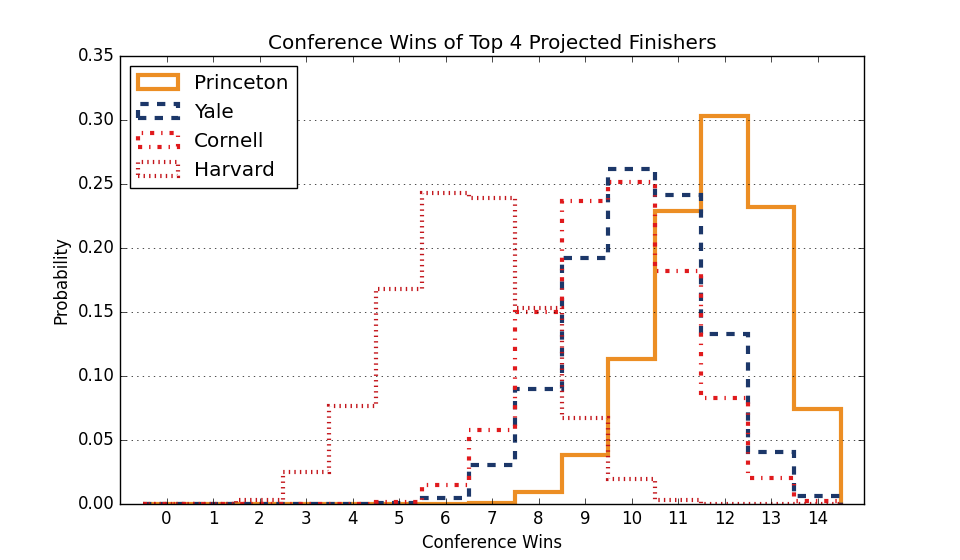 Conference Wins of Top 4 Projected Finishers
0.35
0.30
0.25
0.20
0.15
0.10
0.05
0.00
Probability
Princeton
Yale
Cornell
Harvard
0 1 2 3 4 5 6 7 8 9 10 11 12 13 14
Conference Wins